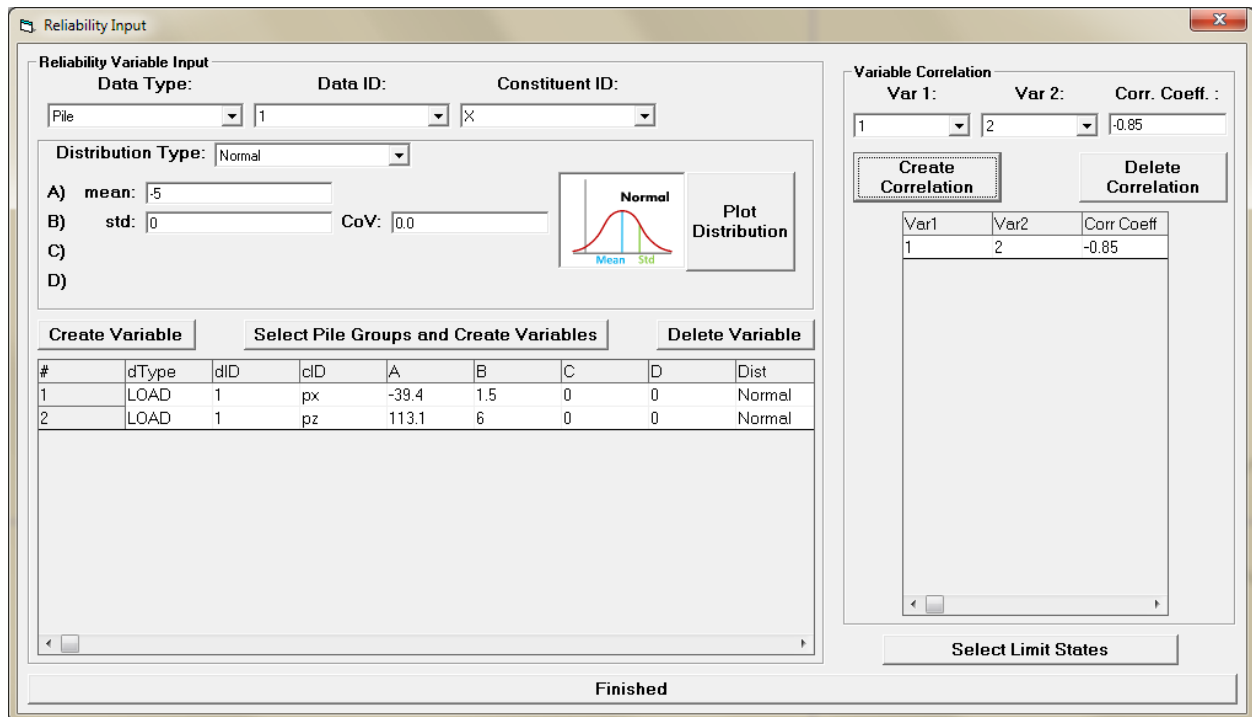 Reliability Input
x
Reliability Variable Input
Data Type: Data ID: Constituent ID:
Pile 1 X
Distribution Type: Normal
A) mean: -5
B) std: 0 CoV: 0.0
C)
D)
Normal
Mean Std
Plot
Distribution
Create Variable Select Pile Groups and Create Variables Delete Variable
# dType dID cID A B C D Dist
1 LOAD 1 px -39.4 1.5 0 0 Normal
2 LOAD 1 pz 113.1 6 0 0 Normal
Variable Correlation
Var 1: Var 2: Corr. Coeff. :
1 2 -0.85
Create
Correlation
Delete
Correlation
Var1 Var2 Corr Coeff
1 2 -0.85
Select Limit States
Finished